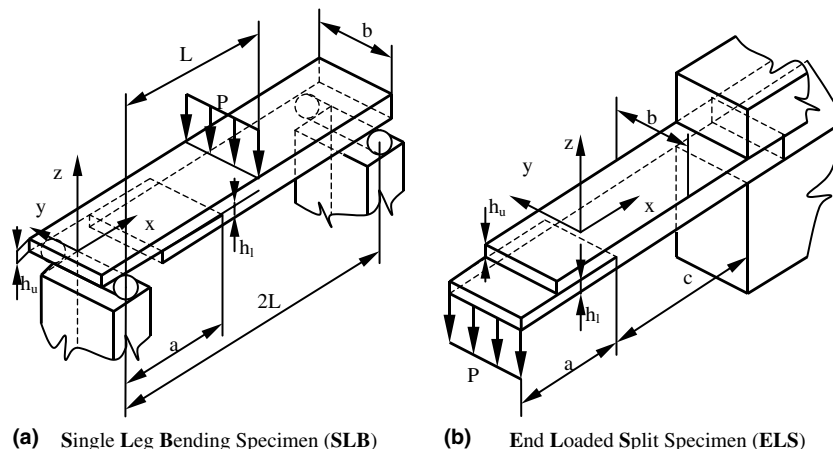 L
b
P
z
y
x
h_u
h_l
2L
a
(a) Single Leg Bending Specimen (SLB)
b
z
y
x
h_u
h_l
c
a
P
(b) End Loaded Split Specimen (ELS)